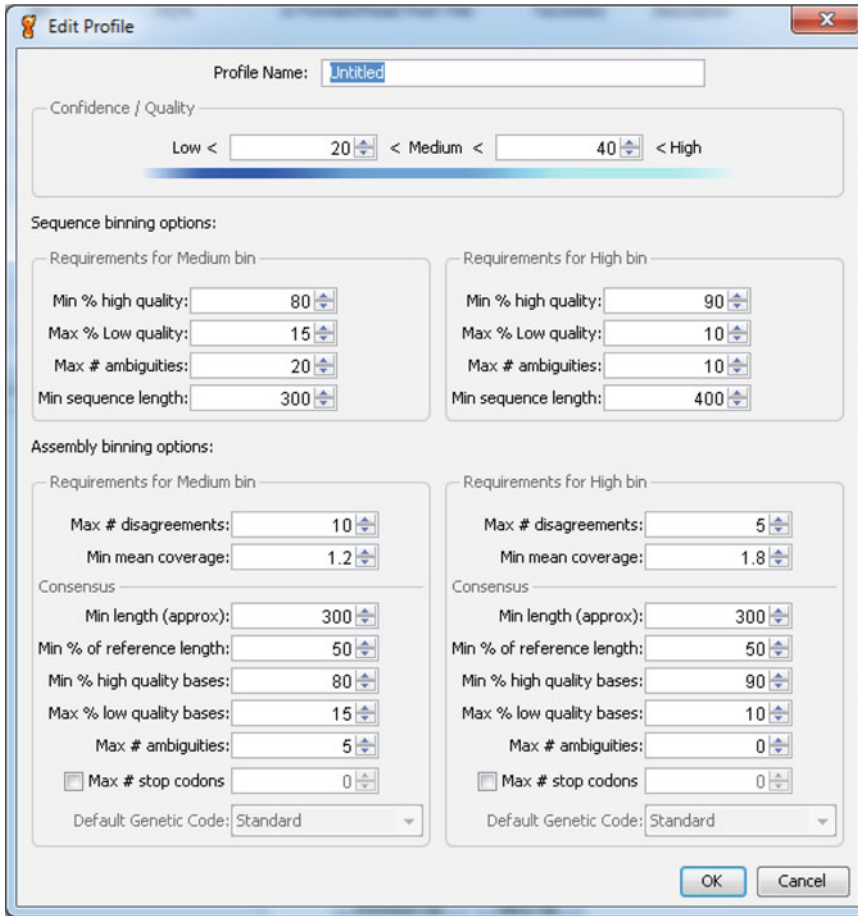 Edit Profile
Profile Name: Untitled
Confidence / Quality
Low < 20 < Medium < 40 < High
Sequence binning options:
Requirements for Medium bin
Min % high quality: 80
Max % Low quality: 15
Max # ambiguities: 20
Min sequence length: 300
Requirements for High bin
Min % high quality: 90
Max % Low quality: 10
Max # ambiguities: 10
Min sequence length: 400
Assembly binning options:
Requirements for Medium bin
Max # disagreements: 10
Min mean coverage: 1.2
Consensus
Min length (approx): 300
Min % of reference length: 50
Min % high quality bases: 80
Max % low quality bases: 15
Max # ambiguities: 5
Max # stop codons 0
Default Genetic Code: Standard
Requirements for High bin
Max # disagreements: 5
Min mean coverage: 1.8
Consensus
Min length (approx): 300
Min % of reference length: 50
Min % high quality bases: 90
Max % low quality bases: 10
Max # ambiguities: 0
Max # stop codons 0
Default Genetic Code: Standard
OK Cancel